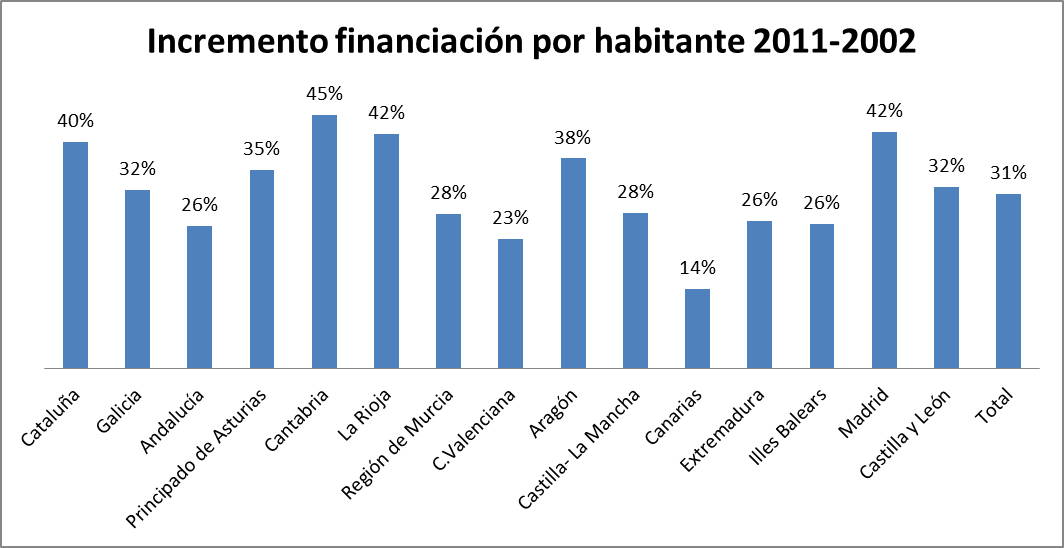 Incremento financiación por habitante 2011-2002
40%
32%
26%
35%
45%
42%
28%
23%
38%
28%
14%
26%
26%
42%
32%
31%
Cataluña
Galicia
Andalucía
Principado de Asturias
Cantabria
La Rioja
Región de Murcia
C.Valenciana
Aragón
Castilla- La Mancha
Canarias
Extremadura
Illes Balears
Madrid
Castilla y León
Total